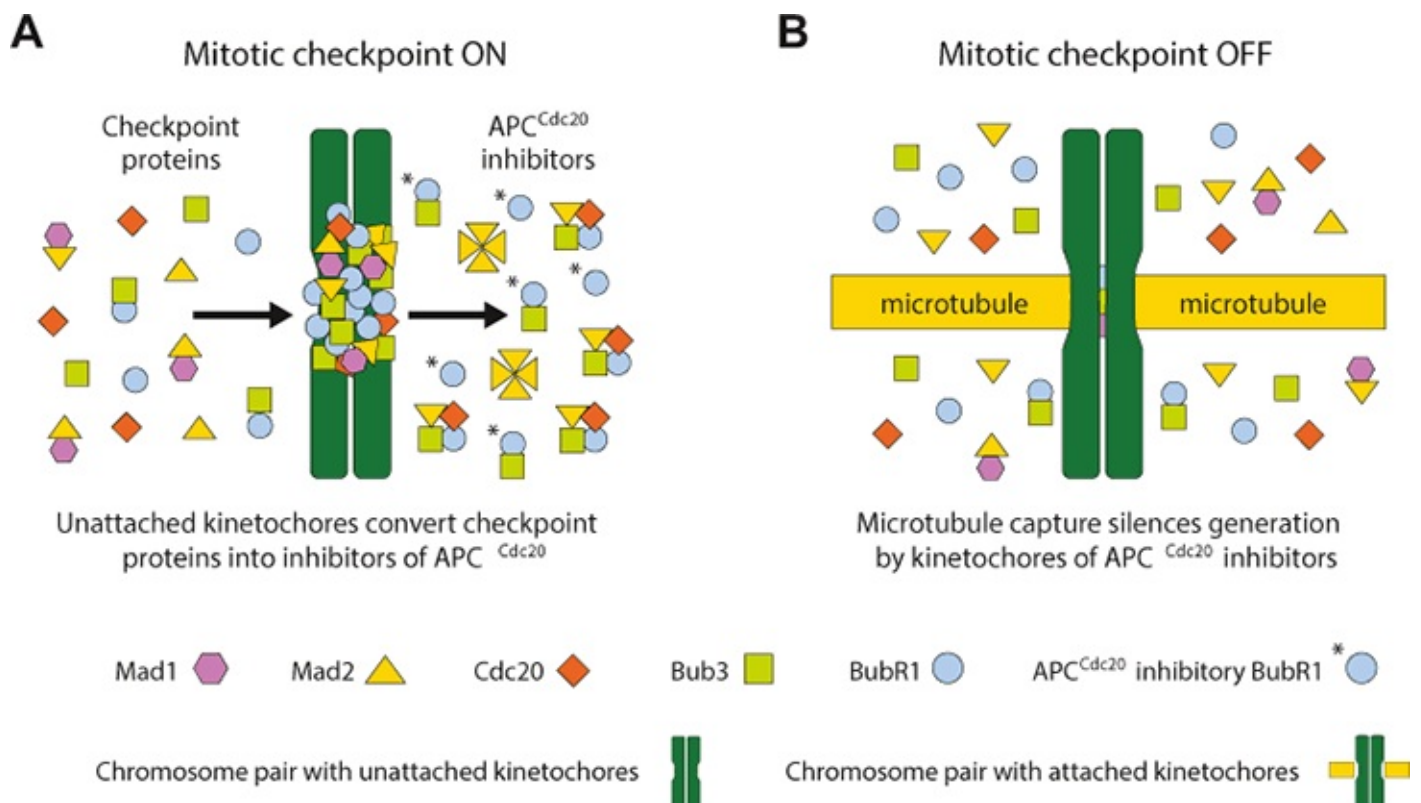 A
Mitotic checkpoint ON
Checkpoint
proteins
APC^Cdc20
inhibitors
*
*
*
*
*
*
Unattached kinetochores convert checkpoint
proteins into inhibitors of APC Cdc20
B
Mitotic checkpoint OFF
microtubule
microtubule
Microtubule capture silences generation
by kinetochores of APC Cdc20 inhibitors
Mad1
Mad2
Cdc20
Bub3
BubR1
APC^Cdc20 inhibitory BubR1 *
Chromosome pair with unattached kinetochores
Chromosome pair with attached kinetochores